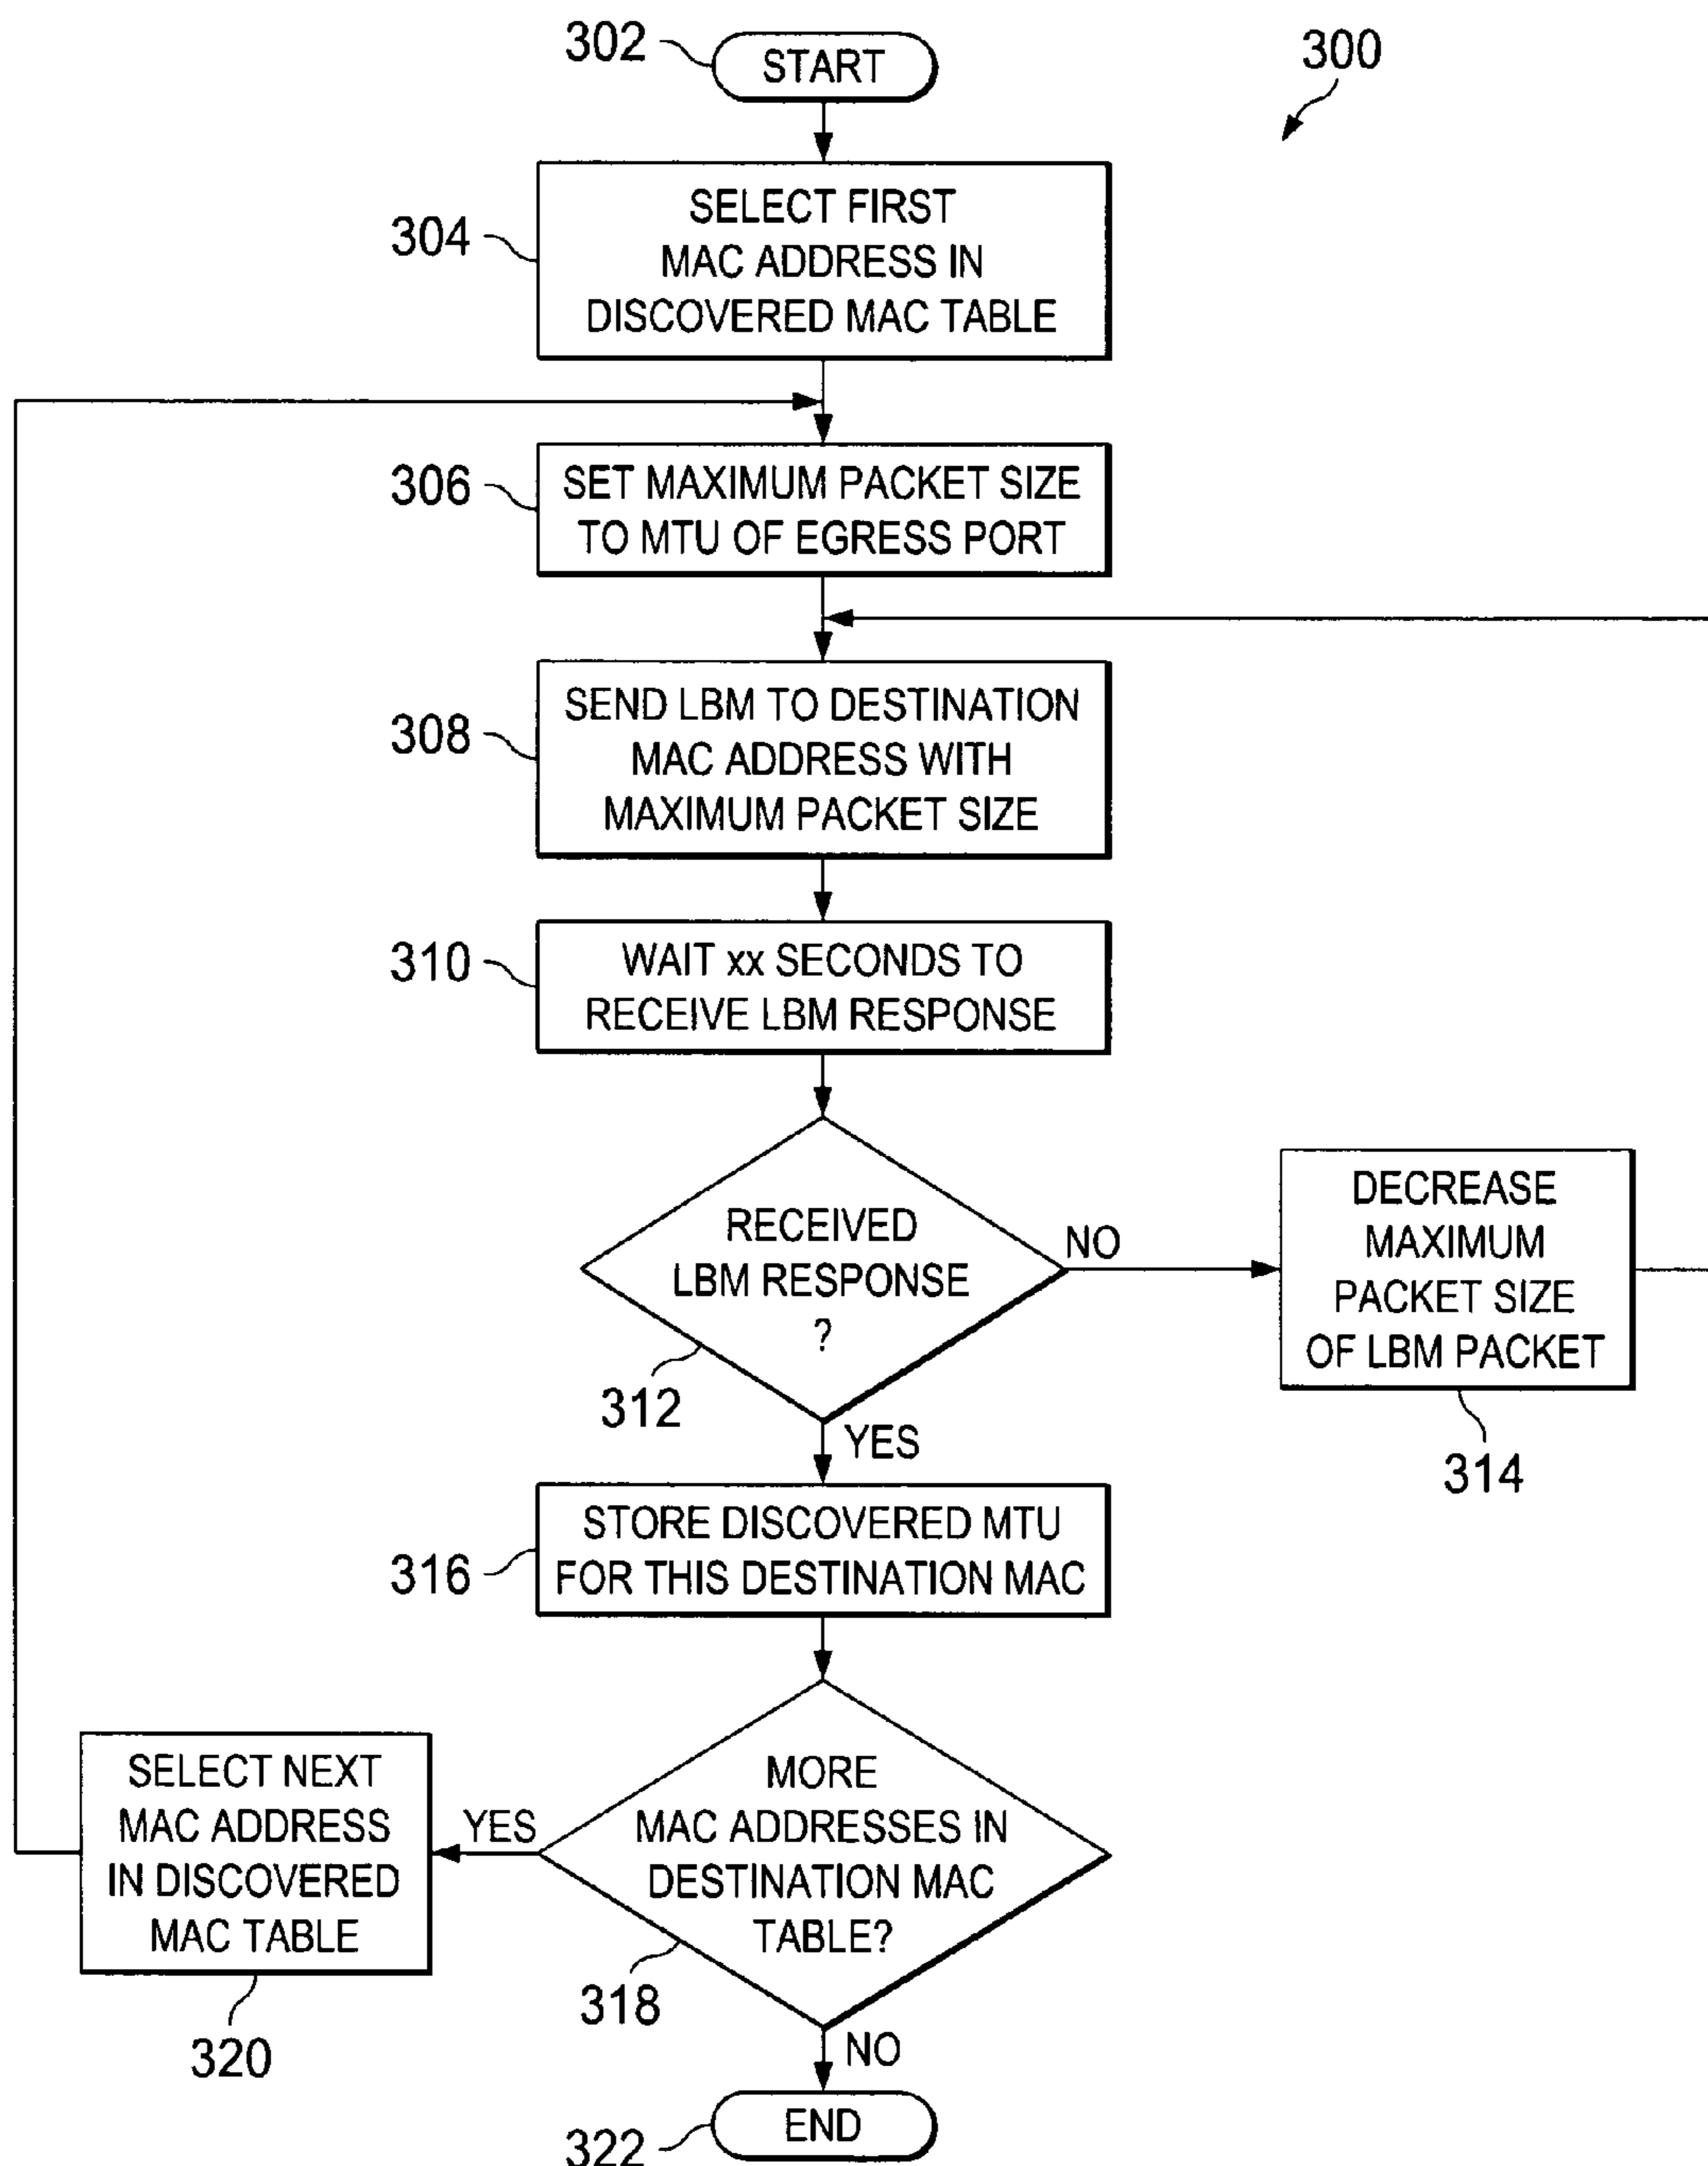 302
START
300
304
SELECT FIRST
MAC ADDRESS IN
DISCOVERED MAC TABLE
306
SET MAXIMUM PACKET SIZE
TO MTU OF EGRESS PORT
308
SEND LBM TO DESTINATION
MAC ADDRESS WITH
MAXIMUM PACKET SIZE
310
WAIT xx SECONDS TO
RECEIVE LBM RESPONSE
RECEIVED
LBM RESPONSE
?
312
NO
DECREASE
MAXIMUM
PACKET SIZE
OF LBM PACKET
314
YES
316
STORE DISCOVERED MTU
FOR THIS DESTINATION MAC
MORE
MAC ADDRESSES IN
DESTINATION MAC
TABLE?
318
YES
SELECT NEXT
MAC ADDRESS
IN DISCOVERED
MAC TABLE
320
NO
322
END